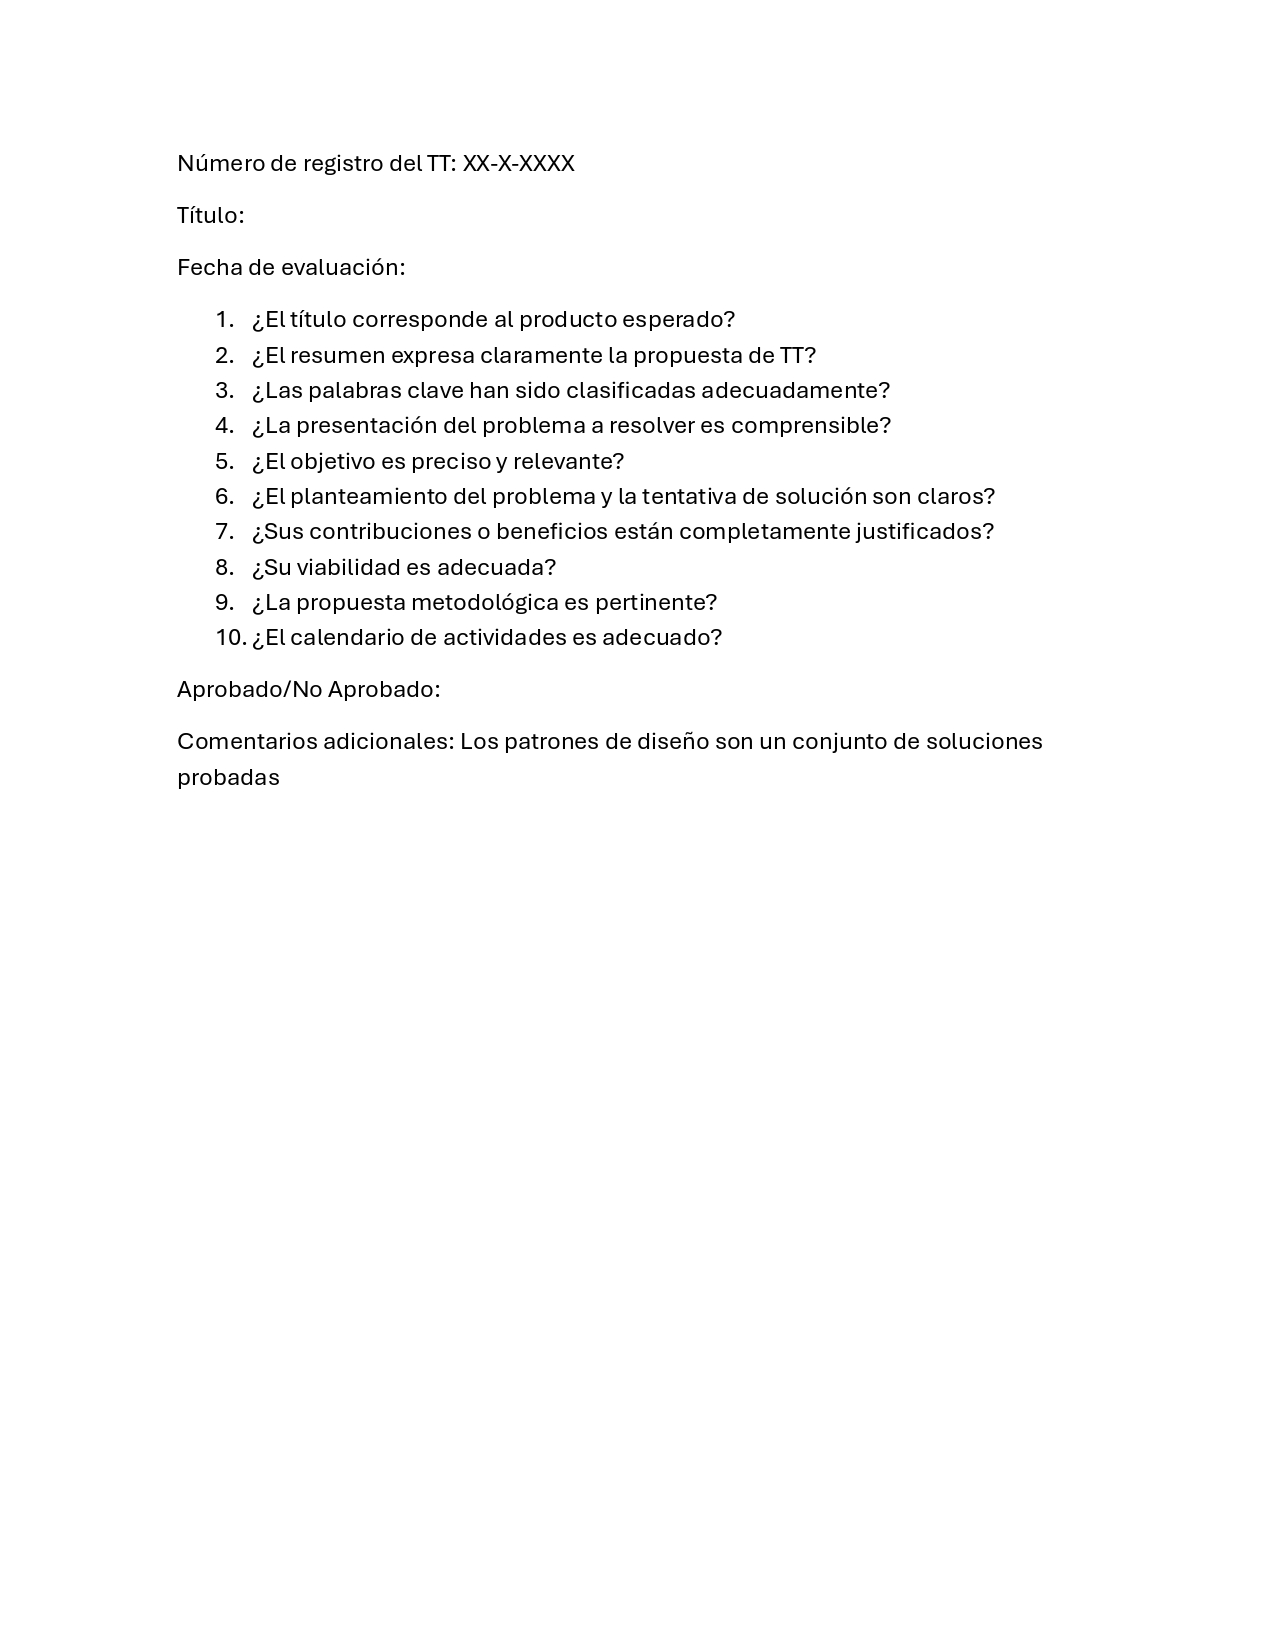 Número de registro del TT: XX-X-XXXX
Título:
Fecha de evaluación:
1. ¿El título corresponde al producto esperado?
2. ¿El resumen expresa claramente la propuesta de TT?
3. ¿Las palabras clave han sido clasificadas adecuadamente?
4. ¿La presentación del problema a resolver es comprensible?
5. ¿El objetivo es preciso y relevante?
6. ¿El planteamiento del problema y la tentativa de solución son claros?
7. ¿Sus contribuciones o beneficios están completamente justificados?
8. ¿Su viabilidad es adecuada?
9. ¿La propuesta metodológica es pertinente?
10. ¿El calendario de actividades es adecuado?
Aprobado/No Aprobado:
Comentarios adicionales: Los patrones de diseño son un conjunto de soluciones
probadas